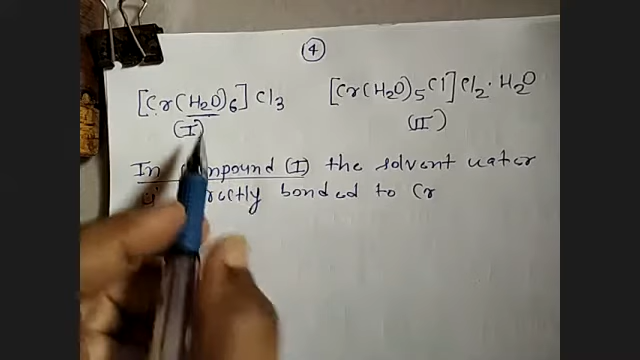 4
[Cr(H2O)6]Cl3 [Cr(H2O)5Cl]Cl2·H2O
(I) (II)
In compound (I) the solvent water
directly bonded to Cr